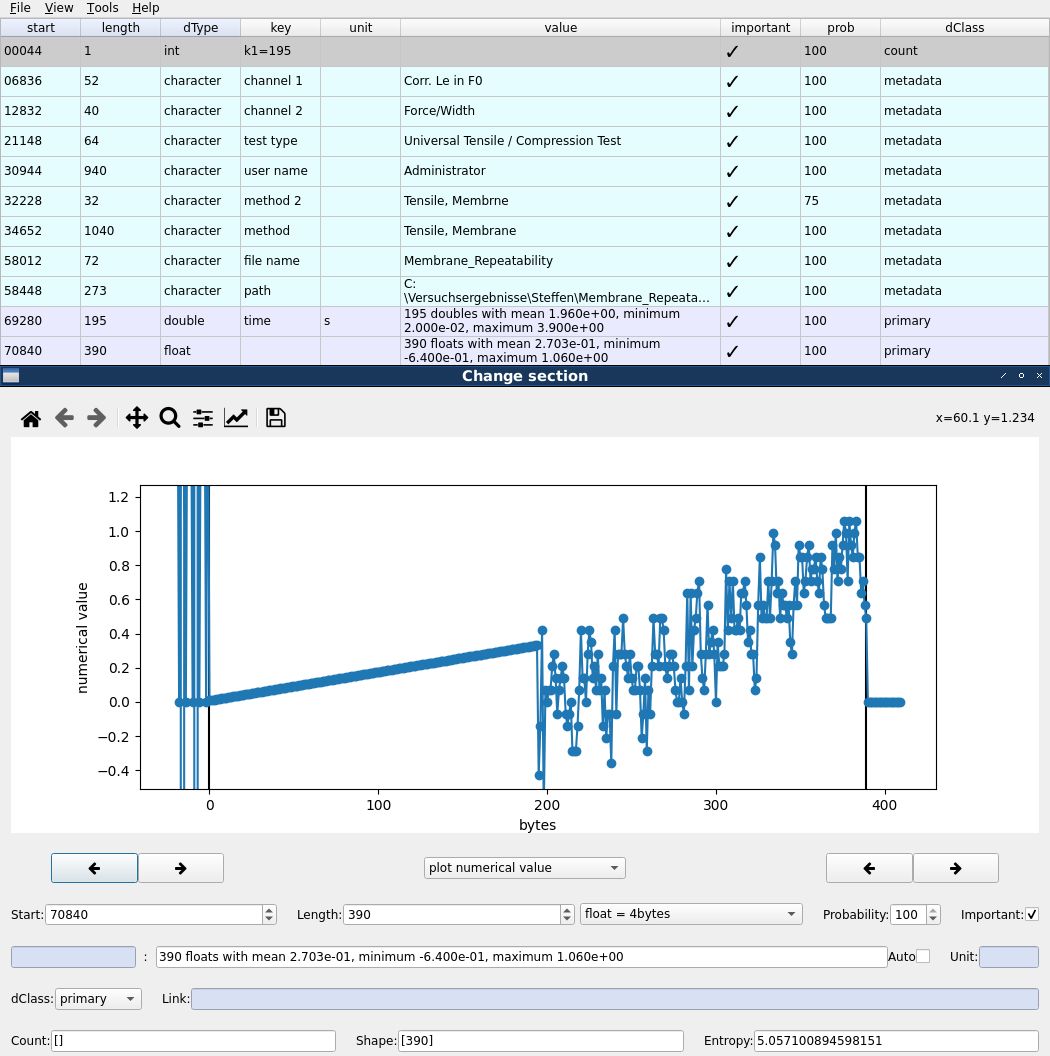 File View Tools Help
start length dType key unit value important prob dClass
00044 1 int k1=195 ✓ 100 count
06836 52 character channel 1 Corr. Le in F0 ✓ 100 metadata
12832 40 character channel 2 Force/Width ✓ 100 metadata
21148 64 character test type Universal Tensile / Compression Test ✓ 100 metadata
30944 940 character user name Administrator ✓ 100 metadata
32228 32 character method 2 Tensile, Membrne ✓ 75 metadata
34652 1040 character method Tensile, Membrane ✓ 100 metadata
58012 72 character file name Membrane_Repeatability ✓ 100 metadata
58448 273 character path C:
\Versuchsergebnisse\Steffen\Membrane_Repeata... ✓ 100 metadata
69280 195 double time s 195 doubles with mean 1.960e+00, minimum
2.000e-02, maximum 3.900e+00 ✓ 100 primary
70840 390 float 390 floats with mean 2.703e-01, minimum
-6.400e-01, maximum 1.060e+00 ✓ 100 primary
Change section
x=60.1 y=1.234
1.2
1.0
0.8
0.6
0.4
0.2
0.0
−0.2
−0.4
numerical value
0 100 200 300 400
bytes
plot numerical value
Start: 70840 Length: 390 float = 4bytes Probability: 100 Important: ✓
: 390 floats with mean 2.703e-01, minimum -6.400e-01, maximum 1.060e+00 Auto Unit:
dClass: primary Link:
Count: [] Shape: [390] Entropy: 5.057100894598151